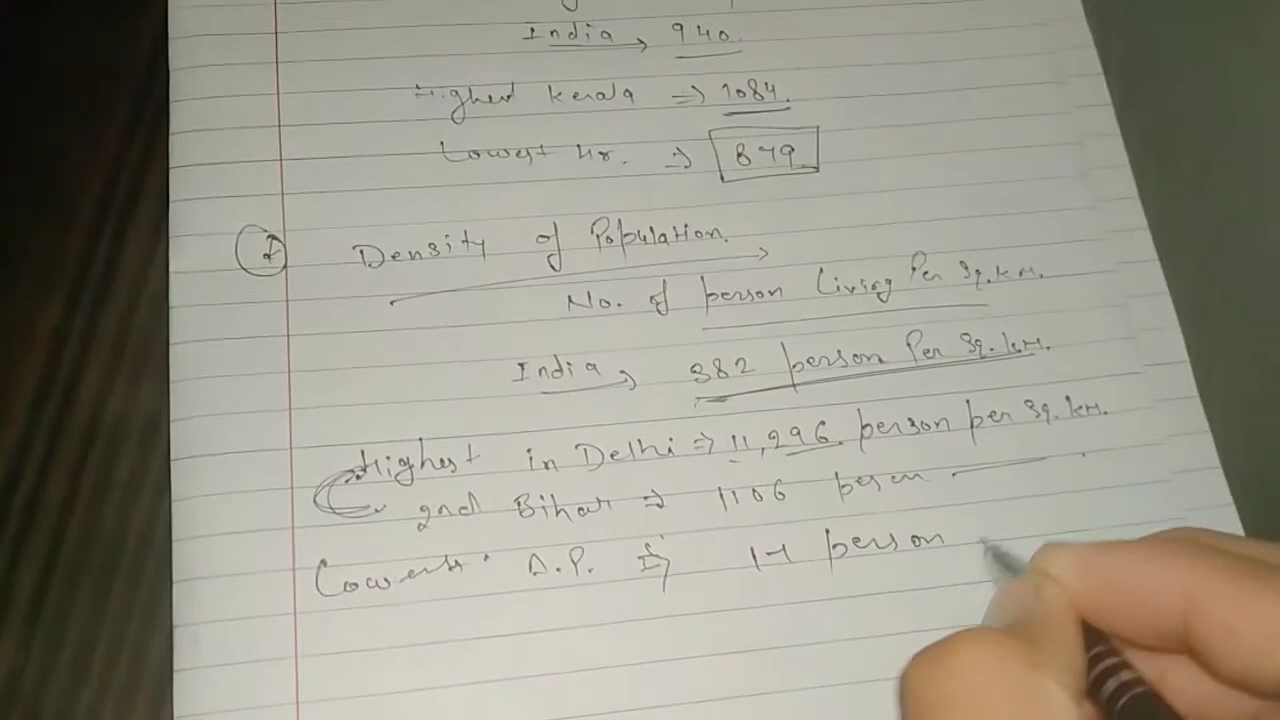 India → 940
Highest Kerala ⇒ 1084.
Lowest Hr. ⇒ 879
7 Density of Population.
No. of person Living Per Sq.km.
India → 382 person Per Sq.km.
Highest in Delhi ⇒ 11,296. person per Sq.km.
2nd Bihar ⇒ 1106 person
Lowest A.P. ⇒ 17 person